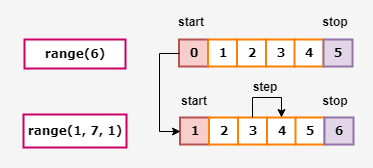 start stop
range(6) 0 1 2 3 4 5
step
start stop
range(1, 7, 1) 1 2 3 4 5 6